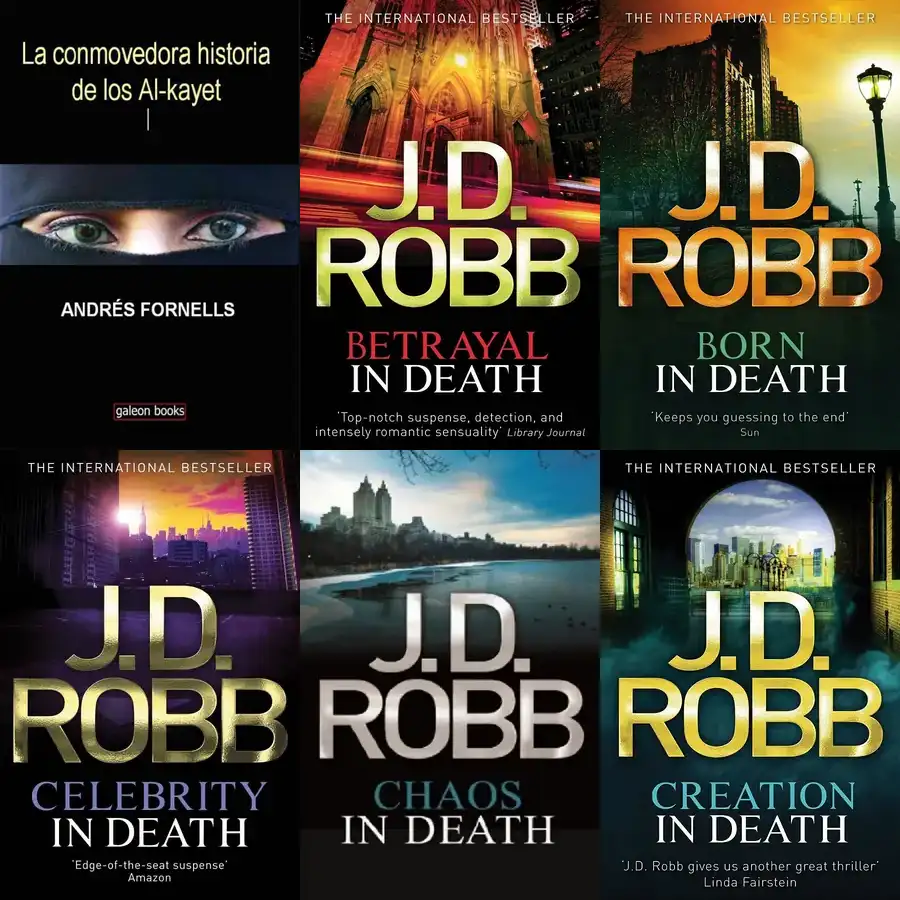 La conmovedora historia
de los Al-kayet
ANDRÉS FORNELLS
galeon books
THE INTERNATIONAL BESTSELLER
J.D.
ROBB
BETRAYAL
IN DEATH
'Top-notch suspense, detection, and
intensely romantic sensuality' Library Journal
THE INTERNATIONAL BESTSELLER
J.D.
ROBB
BORN
IN DEATH
'Keeps you guessing to the end'
Sun
THE INTERNATIONAL BESTSELLER
J.D.
ROBB
CELEBRITY
IN DEATH
'Edge-of-the-seat suspense'
Amazon
J.D.
ROBB
CHAOS
IN DEATH
THE INTERNATIONAL BESTSELLER
J.D.
ROBB
CREATION
IN DEATH
'J.D. Robb gives us another great thriller'
Linda Fairstein